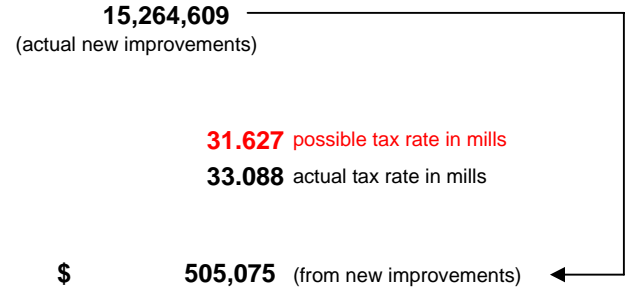 15,264,609
(actual new improvements)
31.627 possible tax rate in mills
33.088 actual tax rate in mills
$ 505,075 (from new improvements)